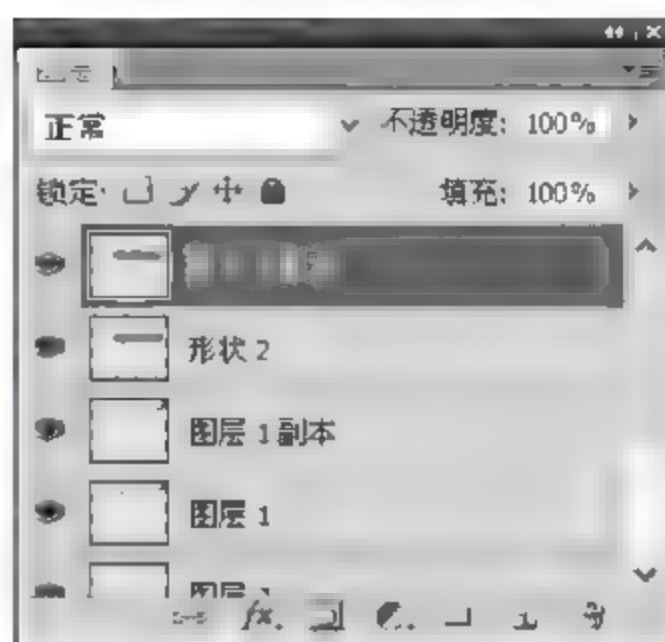 正常
不透明度: 100%
锁定:
填充: 100%
形状 2
图层 1 副本
图层 1
fx.